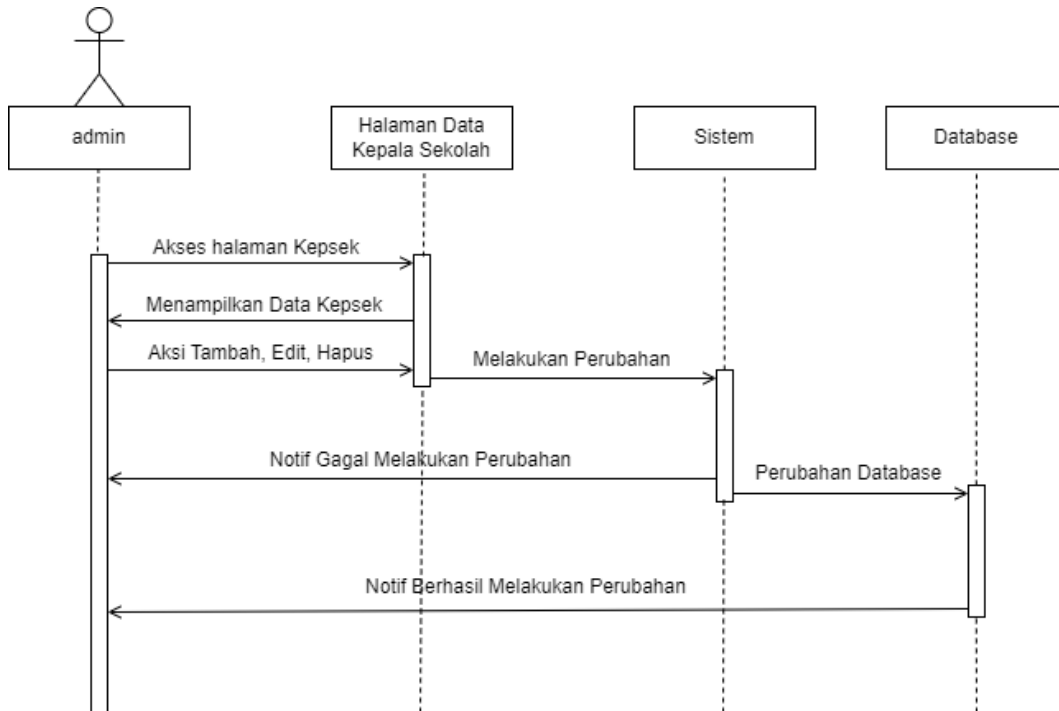 admin
Halaman Data
Kepala Sekolah
Sistem
Database
Akses halaman Kepsek
Menampilkan Data Kepsek
Aksi Tambah, Edit, Hapus
Melakukan Perubahan
Notif Gagal Melakukan Perubahan
Perubahan Database
Notif Berhasil Melakukan Perubahan